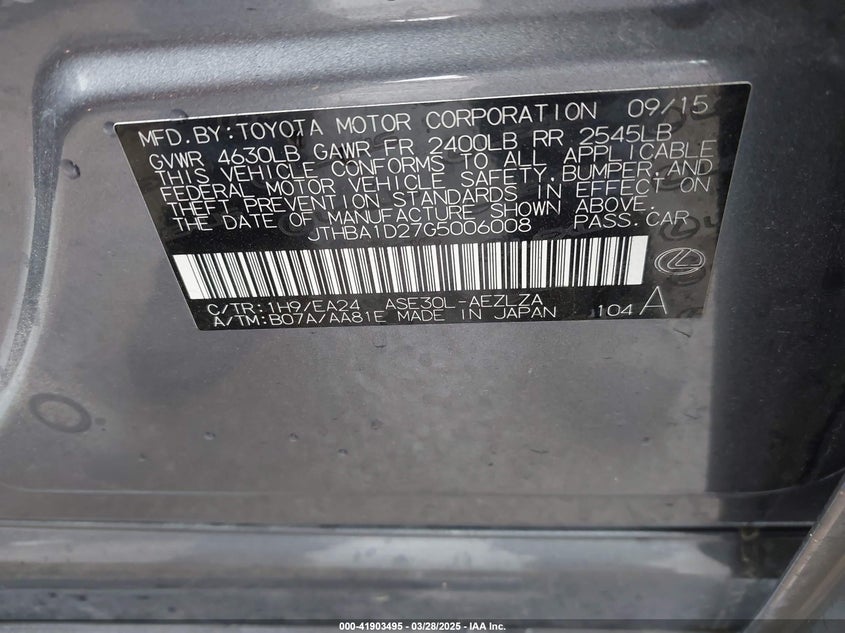 MFD.BY:TOYOTA MOTOR CORPORATION 09/15
GVWR 4630LB GAWR FR 2400LB RR 2545LB
THIS VEHICLE CONFORMS TO ALL APPLICABLE
FEDERAL MOTOR VEHICLE SAFETY,BUMPER,AND
THEFT PREVENTION STANDARDS IN EFFECT ON
THE DATE OF MANUFACTURE SHOWN ABOVE.
JTHBA1D27G5006008 PASS.CAR
C/TR:1H9/EA24 ASE30L-AEZLZA
A/TM:B07A/AA81E MADE IN JAPAN 104 A
000-41903495 - 03/28/2025 - IAA Inc.